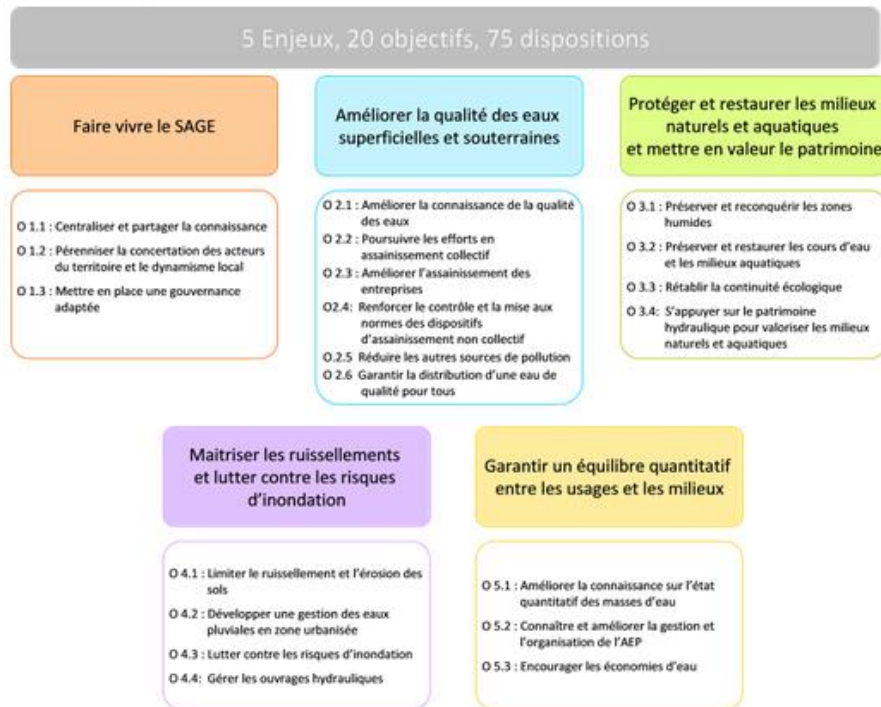 5 Enjeux, 20 objectifs, 75 dispositions
Faire vivre le SAGE
O 1.1 : Centraliser et partager la connaissance
O 1.2 : Pérenniser la concertation des acteurs
du territoire et le dynamisme local
O 1.3 : Mettre en place une gouvernance
adaptée
Améliorer la qualité des eaux
superficielles et souterraines
O 2.1 : Améliorer la connaissance de la qualité
des eaux
O 2.2 : Poursuivre les efforts en
assainissement collectif
O 2.3 : Améliorer l'assainissement des
entreprises
O2.4: Renforcer le contrôle et la mise aux
normes des dispositifs
d'assainissement non collectif
O.2.5 Réduire les autres sources de pollution
O 2.6 Garantir la distribution d'une eau de
qualité pour tous
Protéger et restaurer les milieux
naturels et aquatiques
et mettre en valeur le patrimoine
O 3.1 : Préserver et reconquérir les zones
humides
O 3.2 : Préserver et restaurer les cours d'eau
et les milieux aquatiques
O 3.3 : Rétablir la continuité écologique
O 3.4: S'appuyer sur le patrimoine
hydraulique pour valoriser les milieux
naturels et aquatiques
Maitriser les ruissellements
et lutter contre les risques
d'inondation
O 4.1 : Limiter le ruissellement et l'érosion des
sols
O 4.2 : Développer une gestion des eaux
pluviales en zone urbanisée
O 4.3 : Lutter contre les risques d'inondation
O 4.4: Gérer les ouvrages hydrauliques
Garantir un équilibre quantitatif
entre les usages et les milieux
O 5.1 : Améliorer la connaissance sur l'état
quantitatif des masses d'eau
O 5.2 : Connaître et améliorer la gestion et
l'organisation de l'AEP
O 5.3 : Encourager les économies d'eau